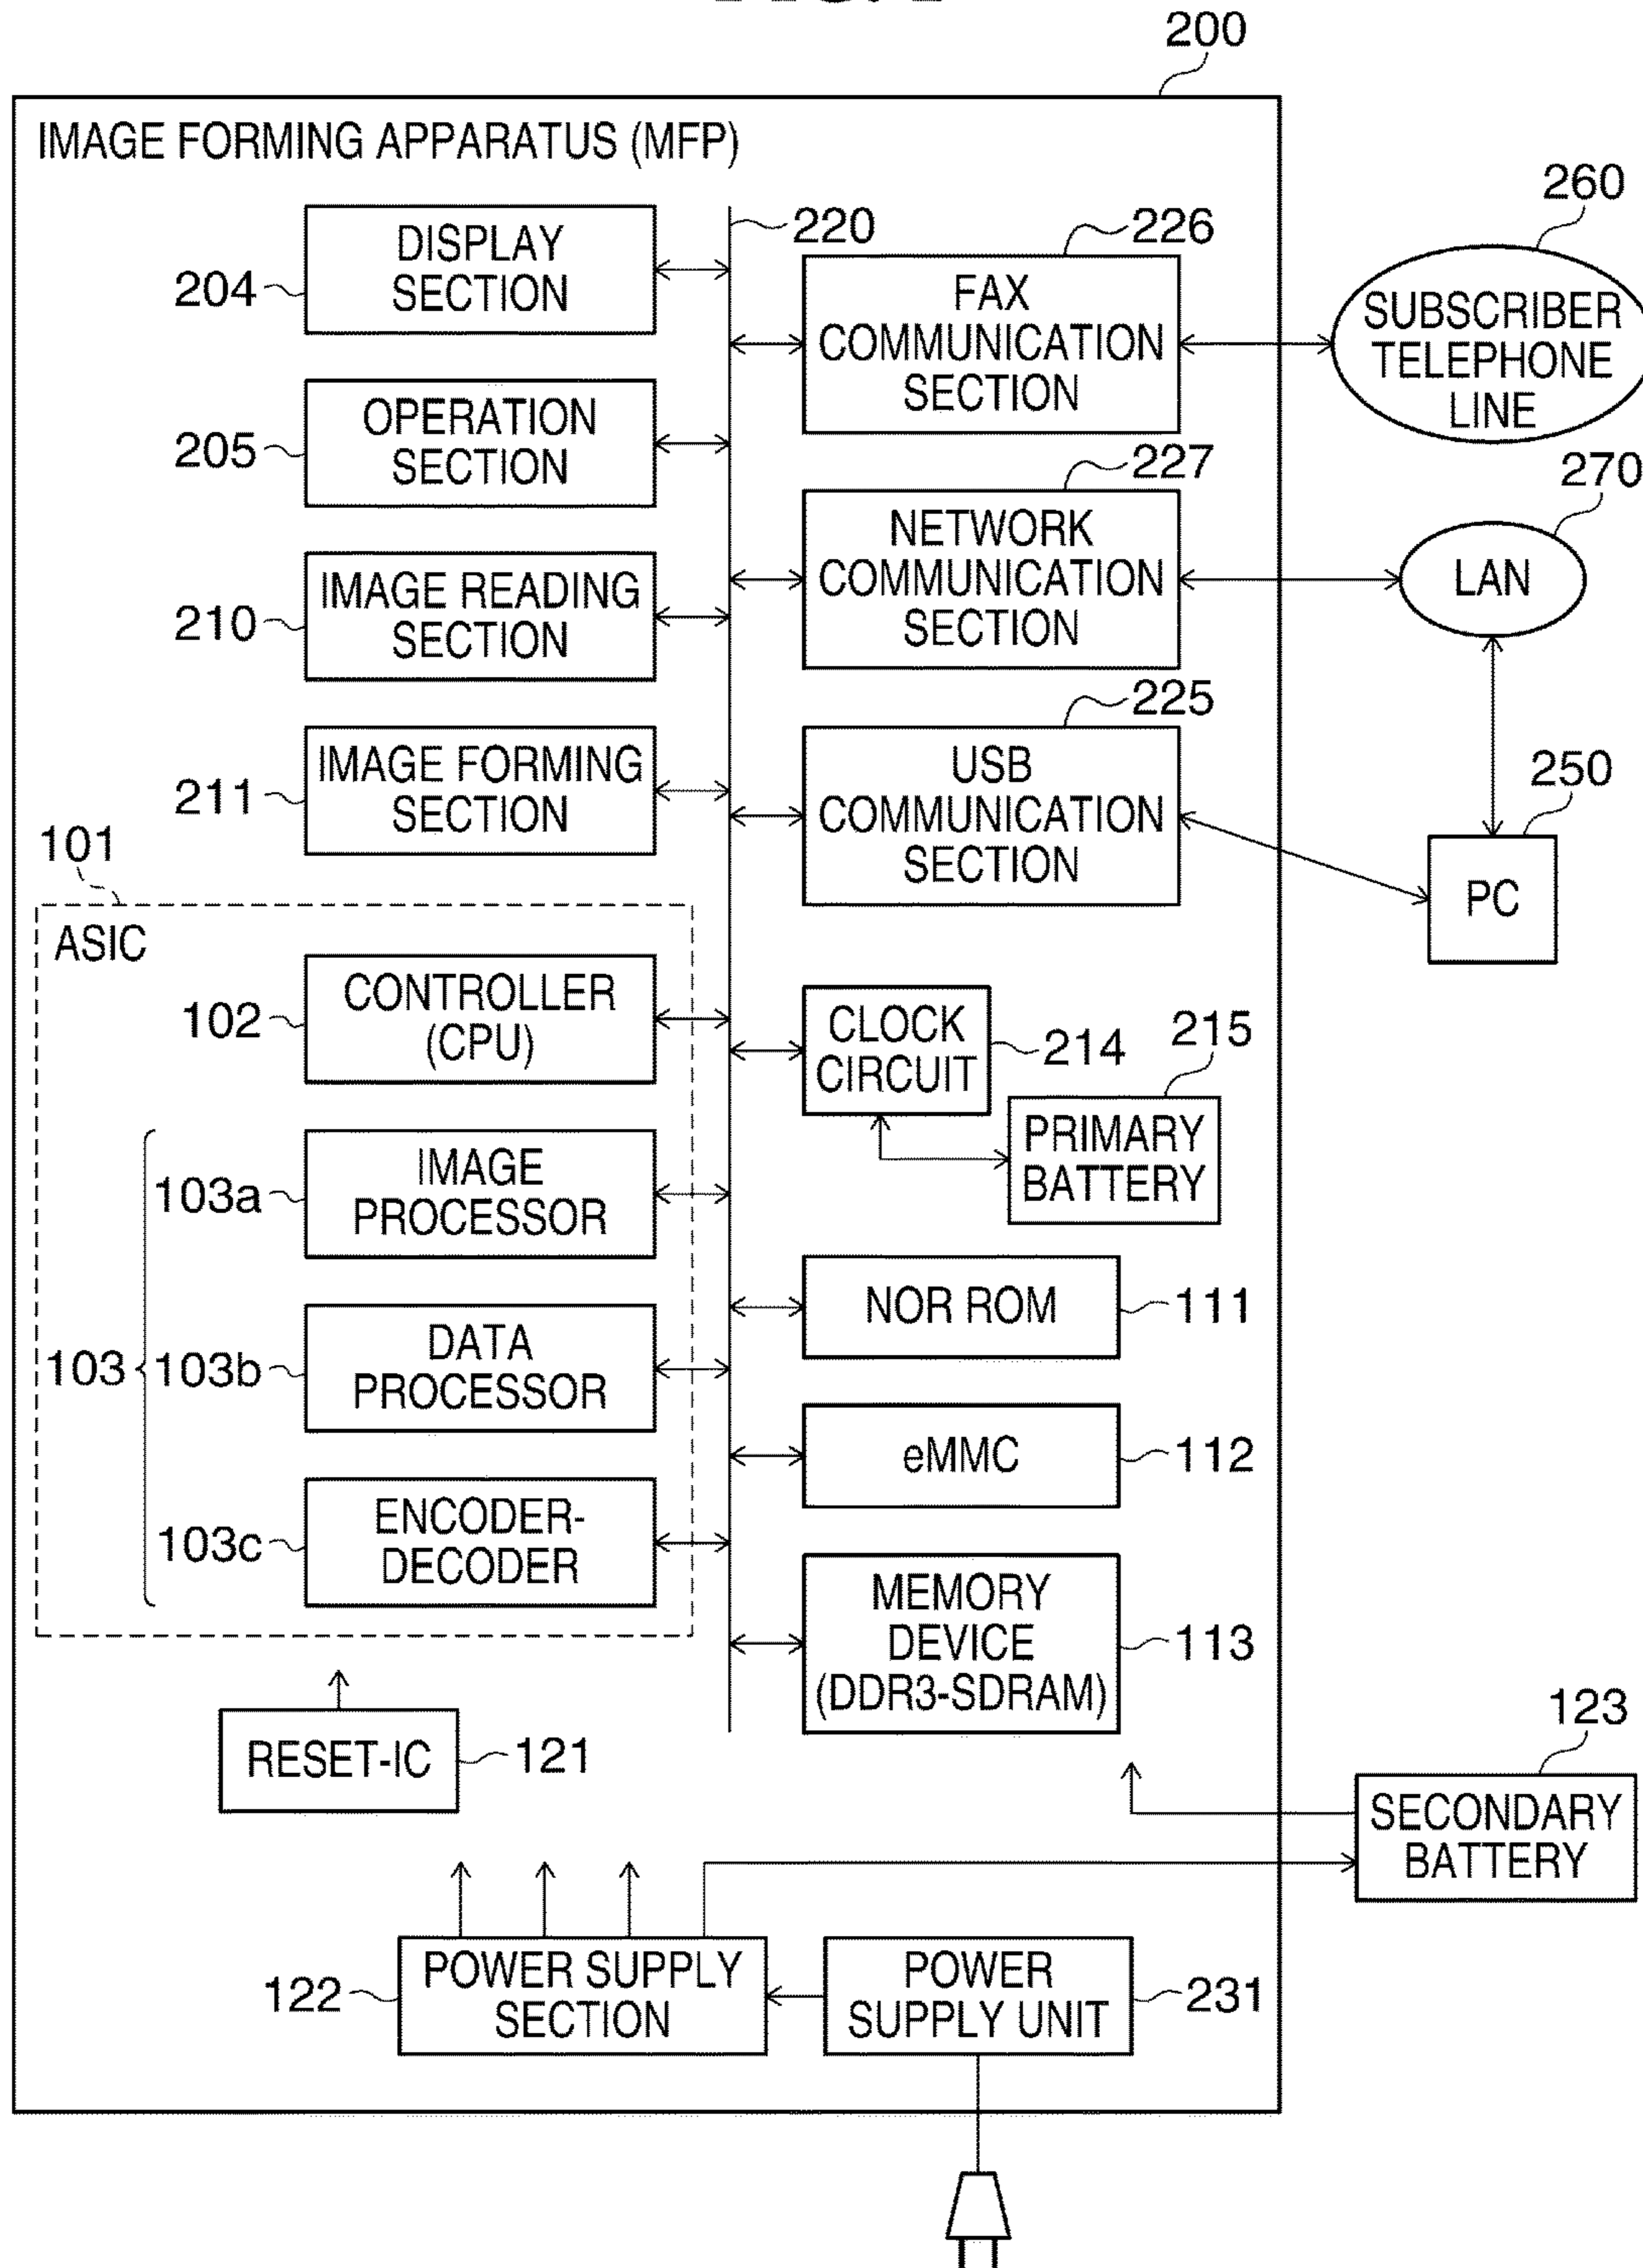 200
IMAGE FORMING APPARATUS (MFP)
260
DISPLAY
SECTION
204
220
226
FAX
COMMUNICATION
SECTION
SUBSCRIBER
TELEPHONE
LINE
OPERATION
SECTION
205
227
270
NETWORK
COMMUNICATION
SECTION
LAN
IMAGE READING
SECTION
210
225
IMAGE FORMING
SECTION
211
USB
COMMUNICATION
SECTION
250
PC
101
ASIC
CONTROLLER
(CPU)
102
CLOCK
CIRCUIT
214
215
PRIMARY
BATTERY
IMAGE
PROCESSOR
103a
NOR ROM
111
103
103b
DATA
PROCESSOR
eMMC
112
103c
ENCODER-
DECODER
MEMORY
DEVICE
(DDR3-SDRAM)
113
RESET-IC
121
123
SECONDARY
BATTERY
122
POWER SUPPLY
SECTION
POWER
SUPPLY UNIT
231